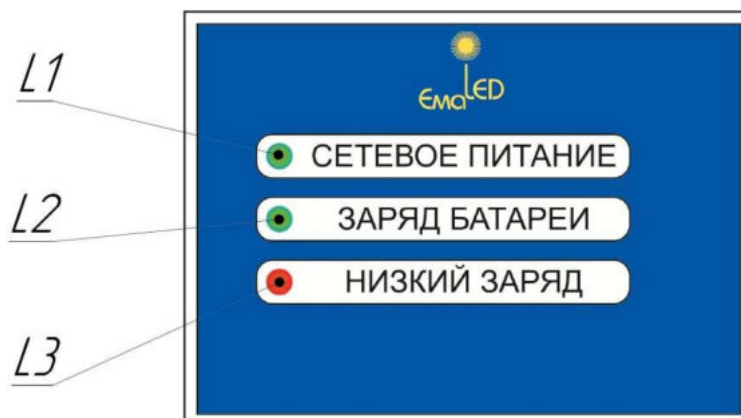 L1
EmaLED
СЕТЕВОЕ ПИТАНИЕ
L2
ЗАРЯД БАТАРЕИ
НИЗКИЙ ЗАРЯД
L3